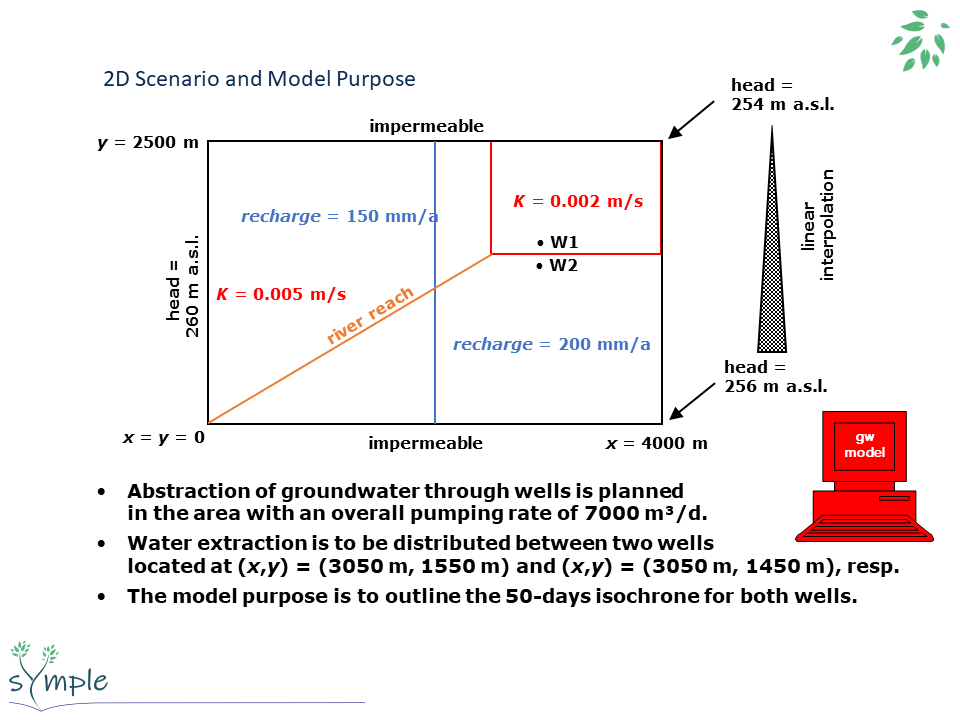 2D Scenario and Model Purpose
head =
254 m a.s.l.
impermeable
y = 2500 m
K = 0.002 m/s
recharge = 150 mm/a
linear
interpolation
• W1
• W2
head =
260 m a.s.l.
K = 0.005 m/s
river reach
recharge = 200 mm/a
head =
256 m a.s.l.
x = y = 0
impermeable
x = 4000 m
gw
model
• Abstraction of groundwater through wells is planned
in the area with an overall pumping rate of 7000 m³/d.
• Water extraction is to be distributed between two wells
located at (x,y) = (3050 m, 1550 m) and (x,y) = (3050 m, 1450 m), resp.
• The model purpose is to outline the 50-days isochrone for both wells.
sYmple